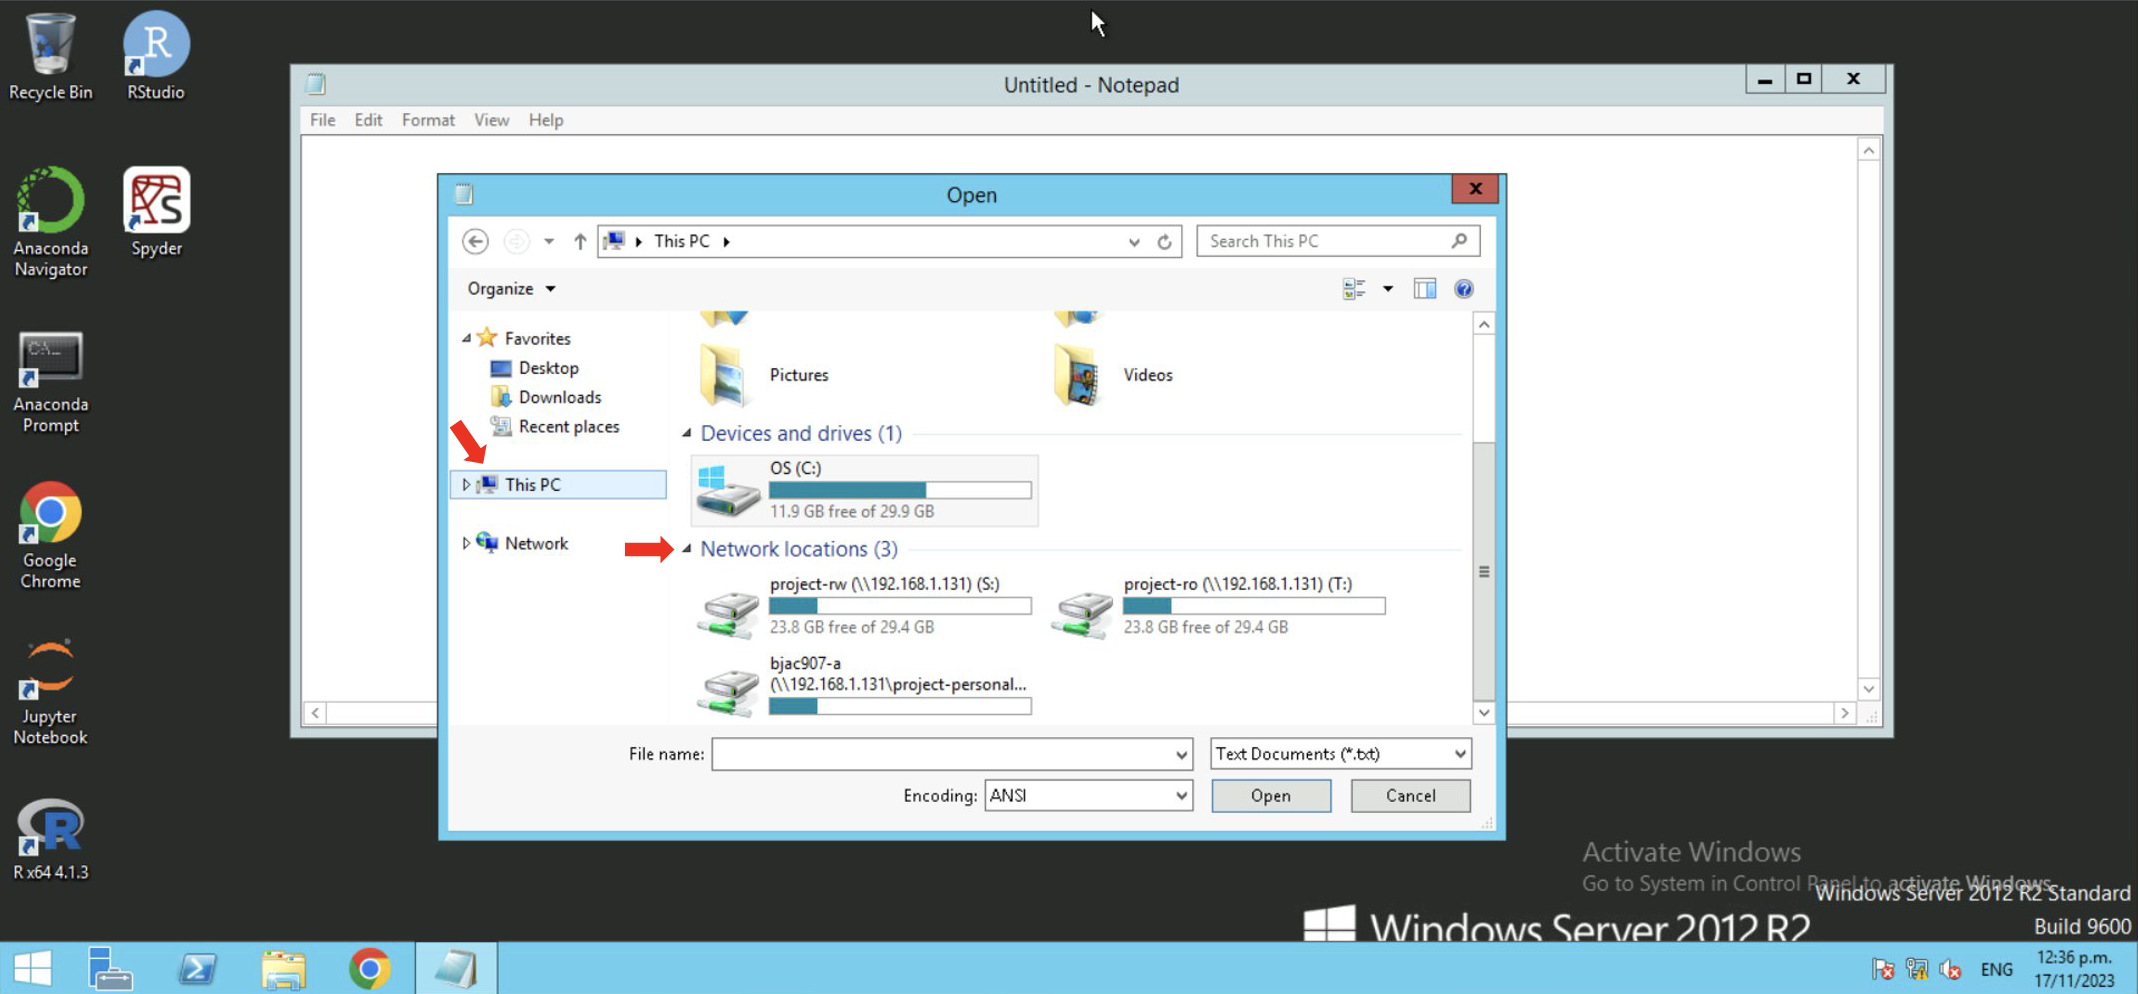 Recycle Bin
RStudio
Anaconda
Navigator
Spyder
Anaconda
Prompt
Google
Chrome
Jupyter
Notebook
R x64 4.1.3
Untitled - Notepad
File Edit Format View Help
Open
This PC
Search This PC
Organize
Favorites
Desktop
Downloads
Recent places
This PC
Network
Pictures
Videos
Devices and drives (1)
OS (C:)
11.9 GB free of 29.9 GB
Network locations (3)
project-rw (\\192.168.1.131) (S:)
23.8 GB free of 29.4 GB
project-ro (\\192.168.1.131) (T:)
23.8 GB free of 29.4 GB
bjac907-a
(\\192.168.1.131\project-personal...
File name:
Text Documents (*.txt)
Encoding: ANSI
Open
Cancel
Activate Windows
Go to System in Control Panel to activate Windows.
Windows Server 2012 R2 Standard
Build 9600
Windows Server 2012 R2
ENG
12:36 p.m.
17/11/2023